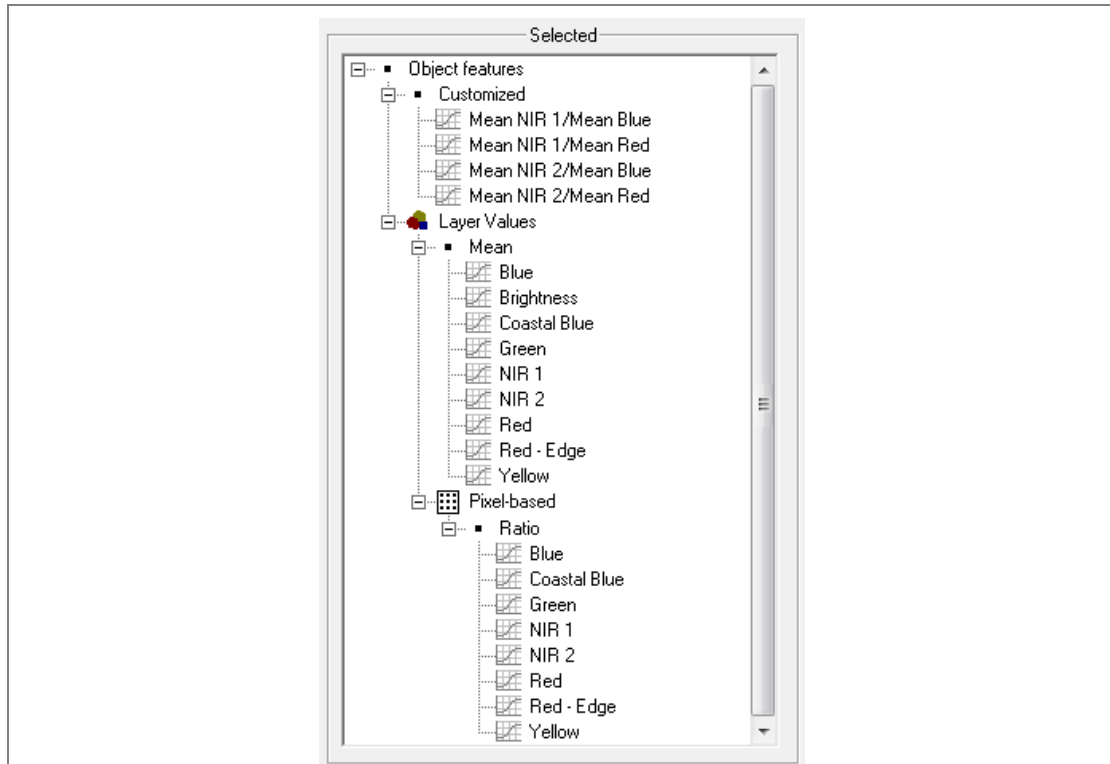 Selected
Object features
Customized
Mean NIR 1/Mean Blue
Mean NIR 1/Mean Red
Mean NIR 2/Mean Blue
Mean NIR 2/Mean Red
Layer Values
Mean
Blue
Brightness
Coastal Blue
Green
NIR 1
NIR 2
Red
Red - Edge
Yellow
Pixel-based
Ratio
Blue
Coastal Blue
Green
NIR 1
NIR 2
Red
Red - Edge
Yellow